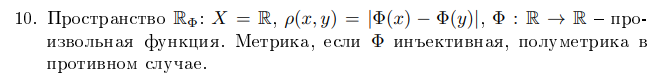 10. Пространство ℝ_Φ: X = ℝ, ρ(x, y) = |Φ(x) − Φ(y)|, Φ : ℝ → ℝ – про-
извольная функция. Метрика, если Φ инъективная, полуметрика в
противном случае.